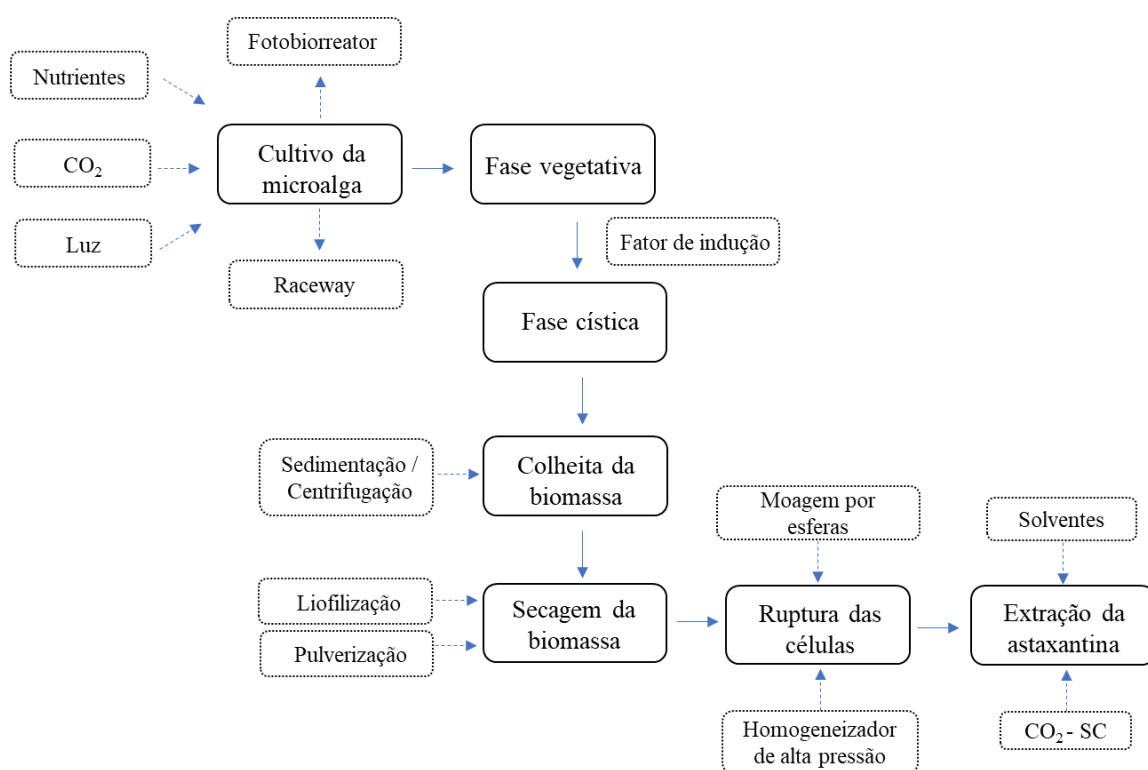 Fotobiorreator
Nutrientes
CO₂
Luz
Cultivo da
microalga
Fase vegetativa
Raceway
Fator de indução
Fase cística
Sedimentação /
Centrifugação
Colheita da
biomassa
Liofilização
Pulverização
Secagem da
biomassa
Moagem por
esferas
Ruptura das
células
Homogeneizador
de alta pressão
Solventes
Extração da
astaxantina
CO₂ - SC